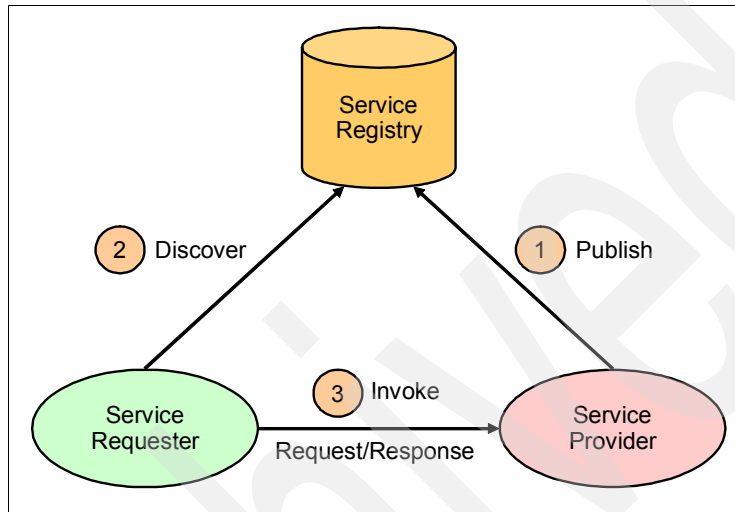 Service
Registry
2 Discover
1 Publish
3 Invoke
Service
Requester
Request/Response
Service
Provider